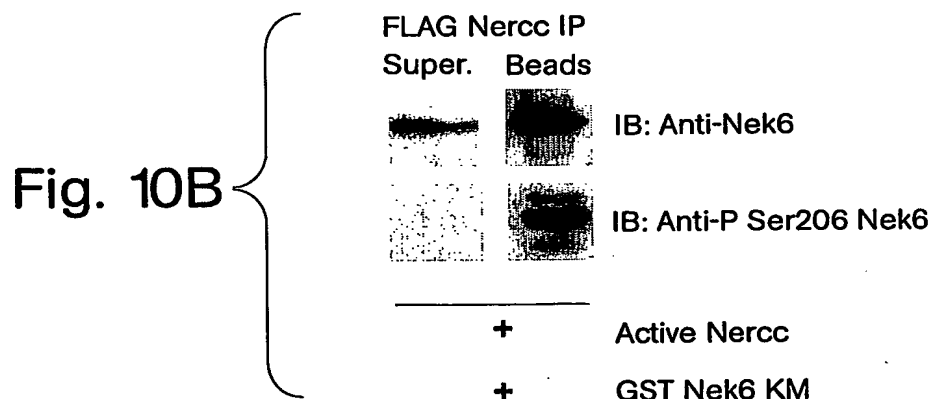 FLAG Nercc IP
Super. Beads
IB: Anti-Nek6
Fig. 10B
IB: Anti-P Ser206 Nek6
+ Active Nercc
+ GST Nek6 KM